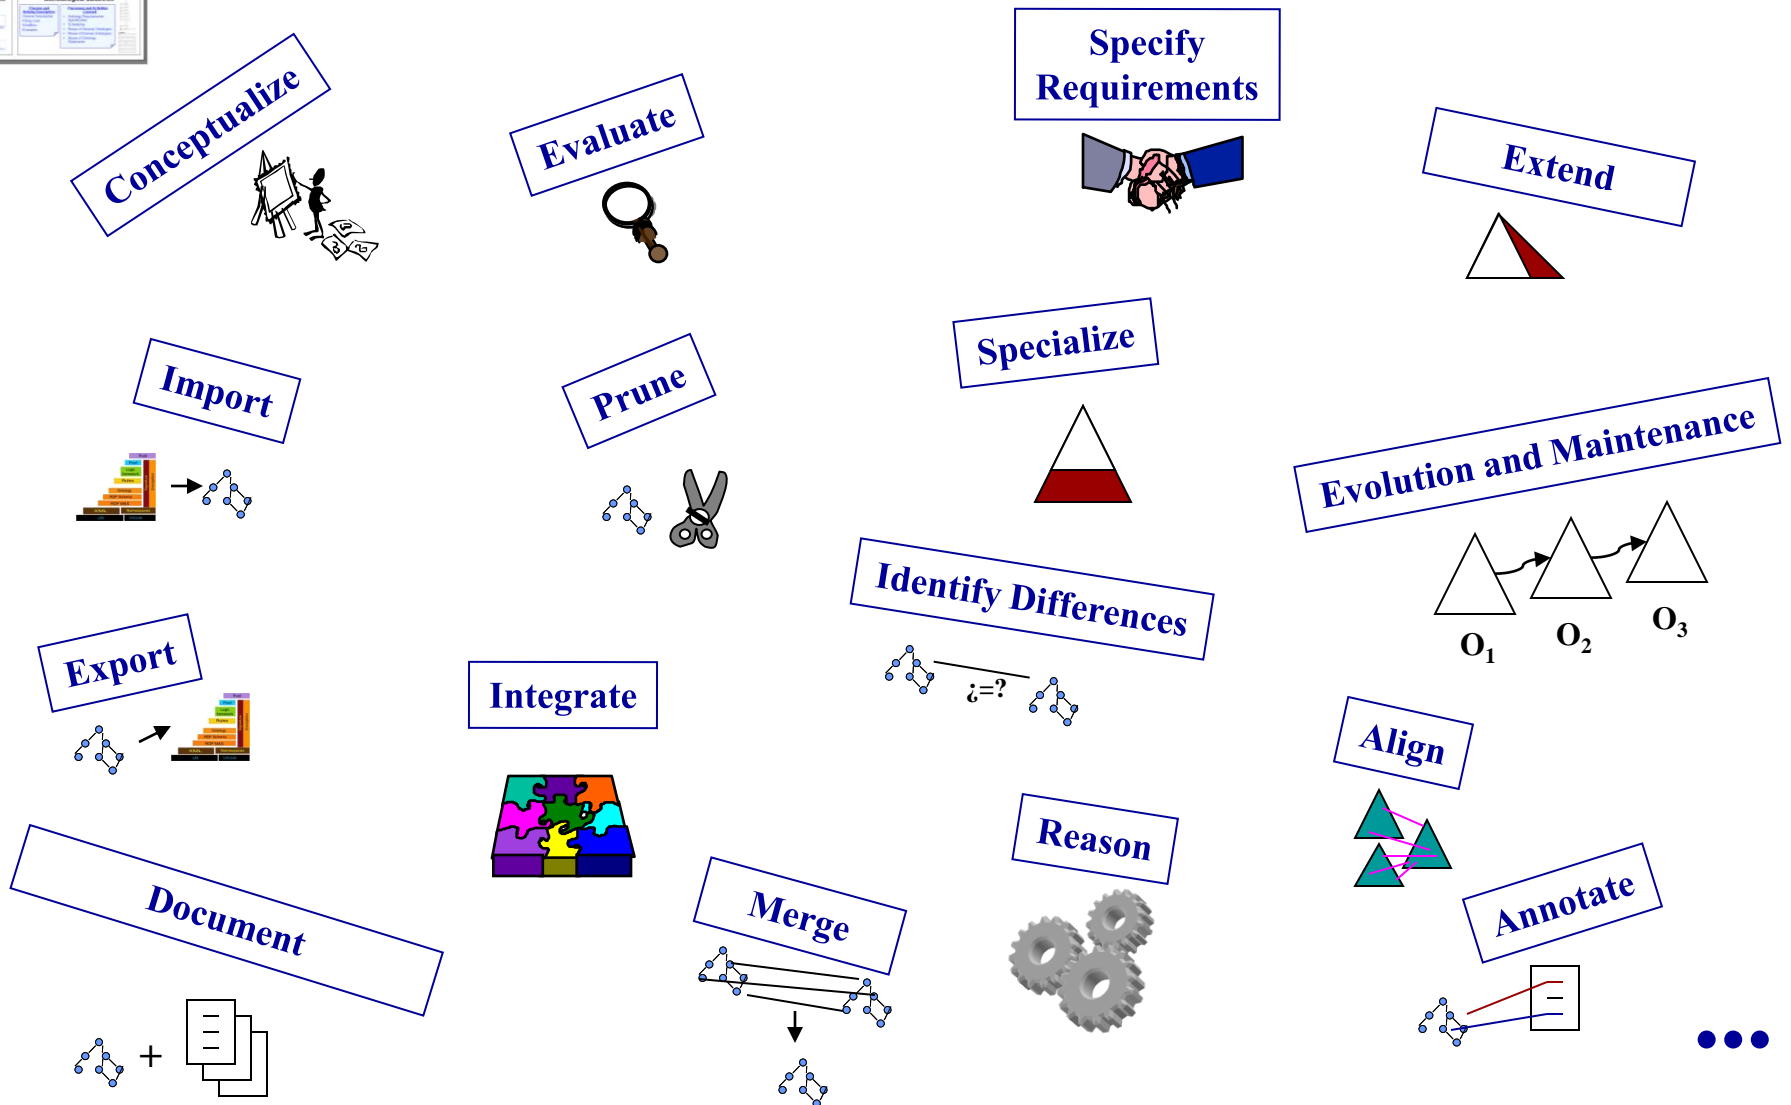 Specify
Requirements
Conceptualize
Evaluate
Extend
Specialize
Import
Prune
Evolution and Maintenance
Identify Differences
O1
O2
O3
Export
Integrate
¿=?
Align
Reason
Document
Merge
Annotate
+